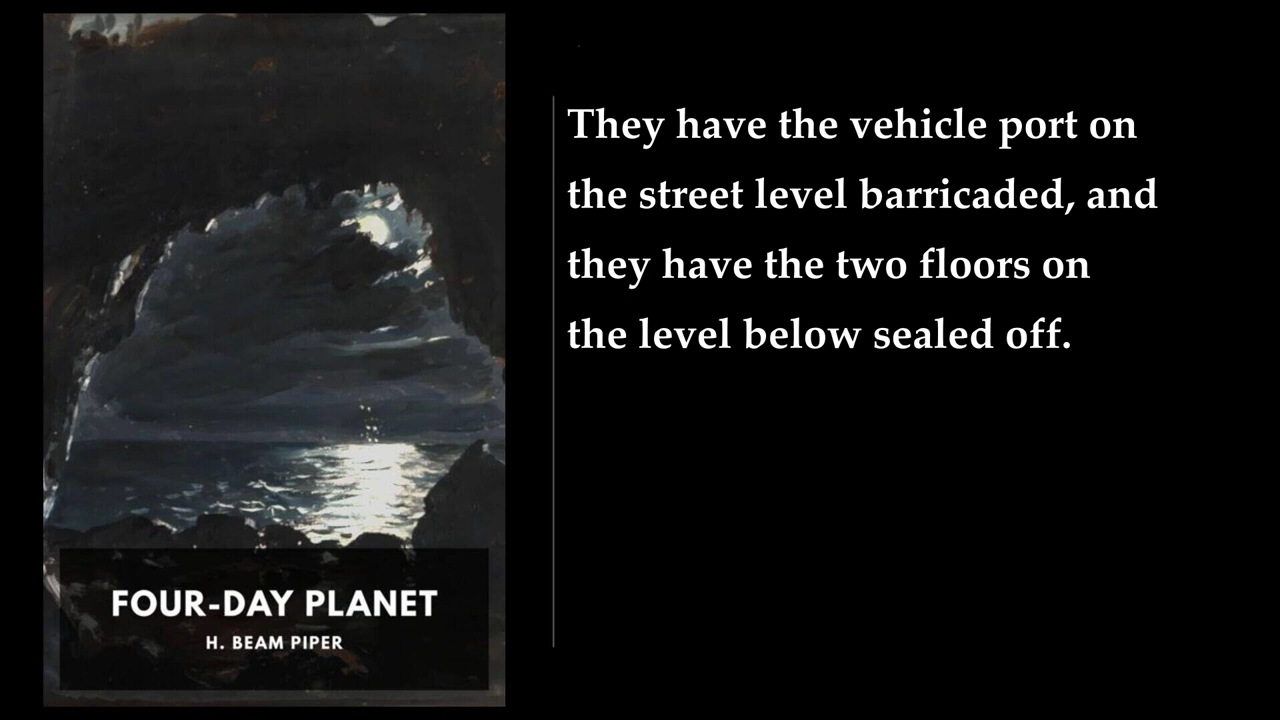 They have the vehicle port on
the street level barricaded, and
they have the two floors on
the level below sealed off.
FOUR-DAY PLANET
H. BEAM PIPER